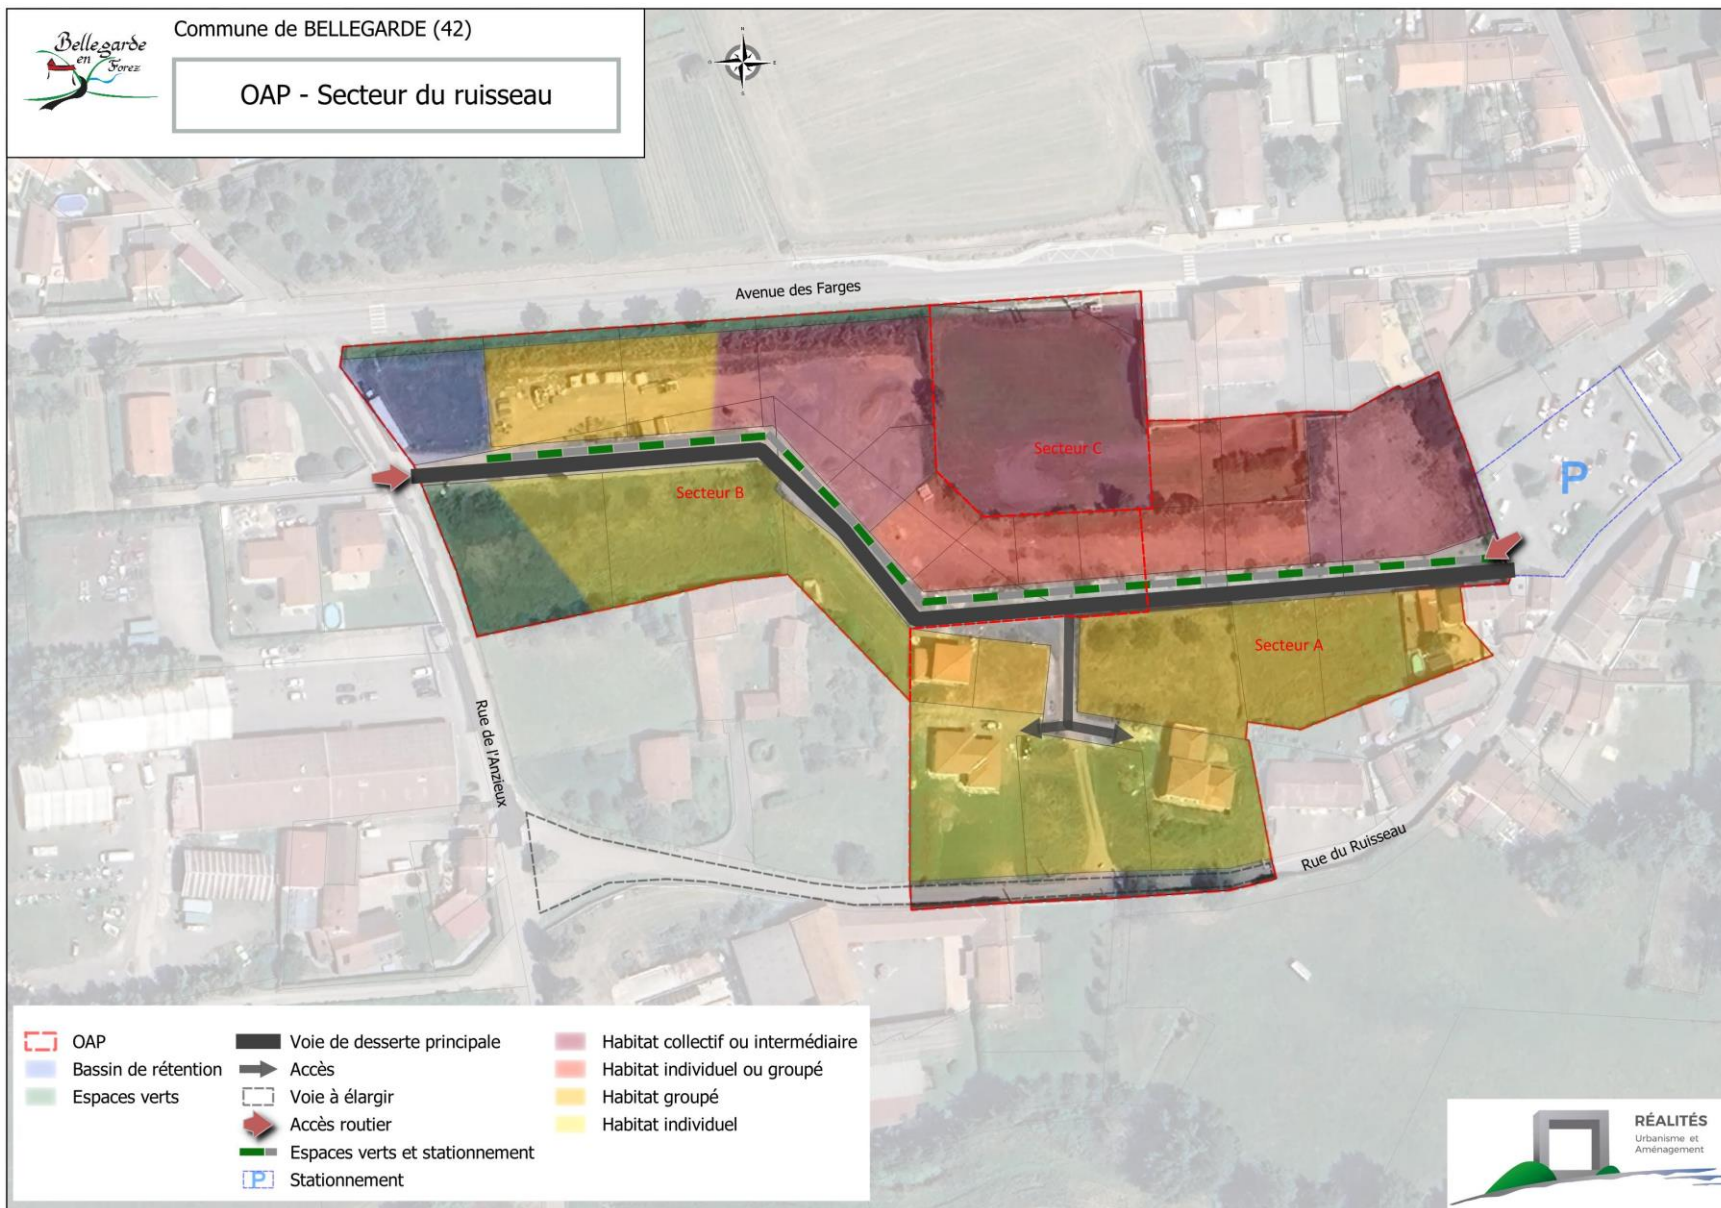 Bellegarde
en
Forez
Commune de BELLEGARDE (42)
OAP - Secteur du ruisseau
Avenue des Farges
Secteur C
Secteur B
P
Secteur A
Rue de l'Anzieux
Rue du Ruisseau
OAP
Bassin de rétention
Espaces verts
Voie de desserte principale
Accès
Voie à élargir
Accès routier
Espaces verts et stationnement
P Stationnement
Habitat collectif ou intermédiaire
Habitat individuel ou groupé
Habitat groupé
Habitat individuel
RÉALITÉS
Urbanisme et
Aménagement